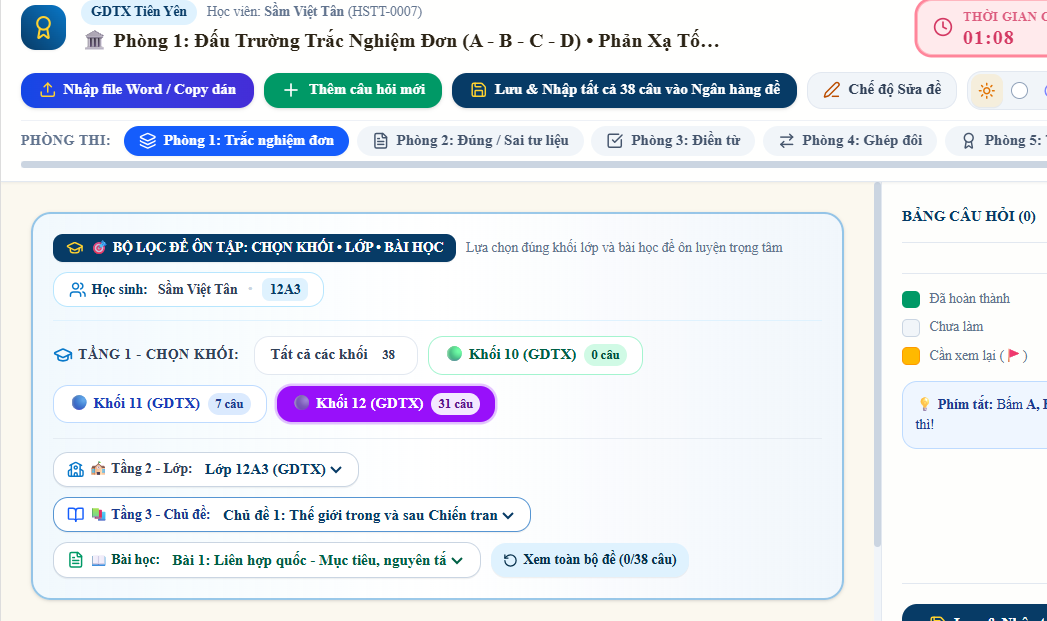 GDTX Tiên Yên Học viên: Sầm Việt Tân (HSTT-0007)
Phòng 1: Đấu Trường Trắc Nghiệm Đơn (A - B - C - D) • Phản Xạ Tố…
THỜI GIAN
01:08
Nhập file Word / Copy dán
Thêm câu hỏi mới
Lưu & Nhập tất cả 38 câu vào Ngân hàng đề
Chế độ Sửa đề
PHÒNG THI:
Phòng 1: Trắc nghiệm đơn
Phòng 2: Đúng / Sai tư liệu
Phòng 3: Điền từ
Phòng 4: Ghép đôi
Phòng 5:
BỘ LỌC ĐỀ ÔN TẬP: CHỌN KHỐI • LỚP • BÀI HỌC
Lựa chọn đúng khối lớp và bài học để ôn luyện trọng tâm
Học sinh: Sầm Việt Tân • 12A3
TẦNG 1 - CHỌN KHỐI:
Tất cả các khối 38
Khối 10 (GDTX) 0 câu
Khối 11 (GDTX) 7 câu
Khối 12 (GDTX) 31 câu
Tầng 2 - Lớp: Lớp 12A3 (GDTX)
Tầng 3 - Chủ đề: Chủ đề 1: Thế giới trong và sau Chiến tran
Bài học: Bài 1: Liên hợp quốc - Mục tiêu, nguyên tắ
Xem toàn bộ đề (0/38 câu)
BẢNG CÂU HỎI (0)
Đã hoàn thành
Chưa làm
Cần xem lại (🚩)
Phím tắt: Bấm A,
thi!